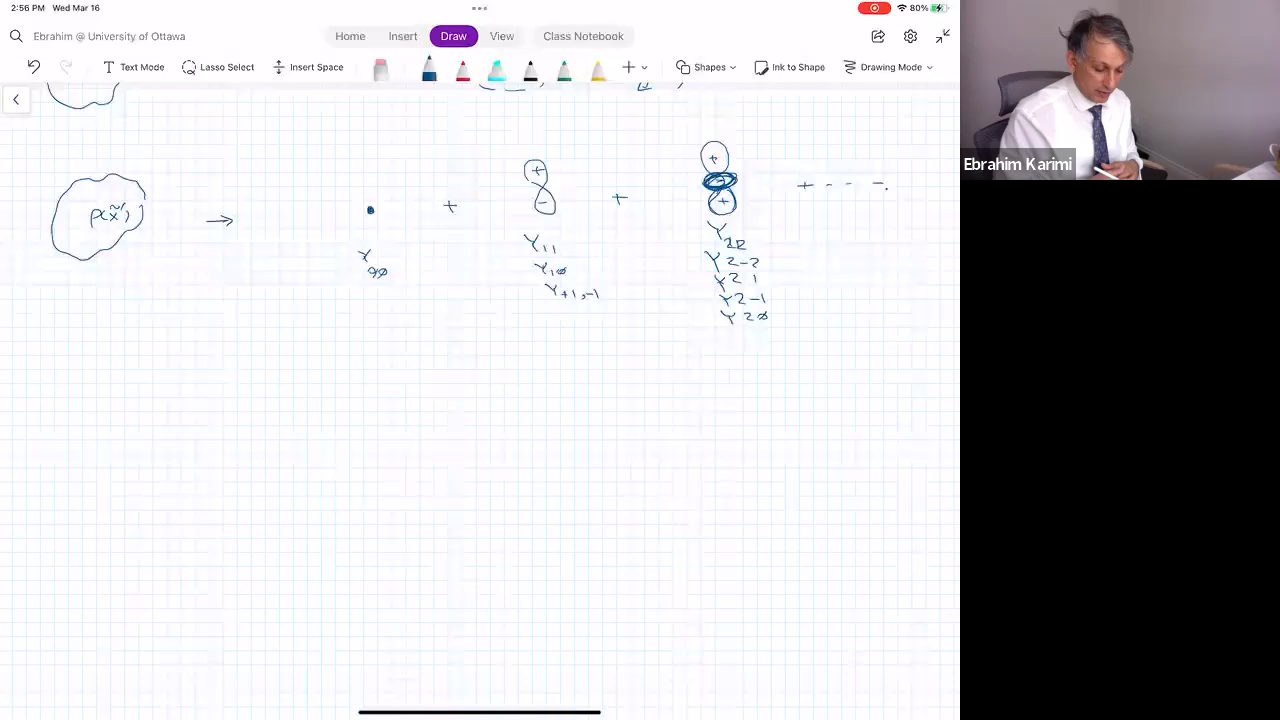 2:56 PM Wed Mar 16
80%
Ebrahim @ University of Ottawa
Home Insert Draw View Class Notebook
Text Mode Lasso Select Insert Space Shapes Ink to Shape Drawing Mode
Ebrahim Karimi
+ + +
ρ(x̃') → + - + - + + - - -
Y00 Y11 Y22
Y10 Y2-2
Y+1,-1 Y21
Y2-1
Y20